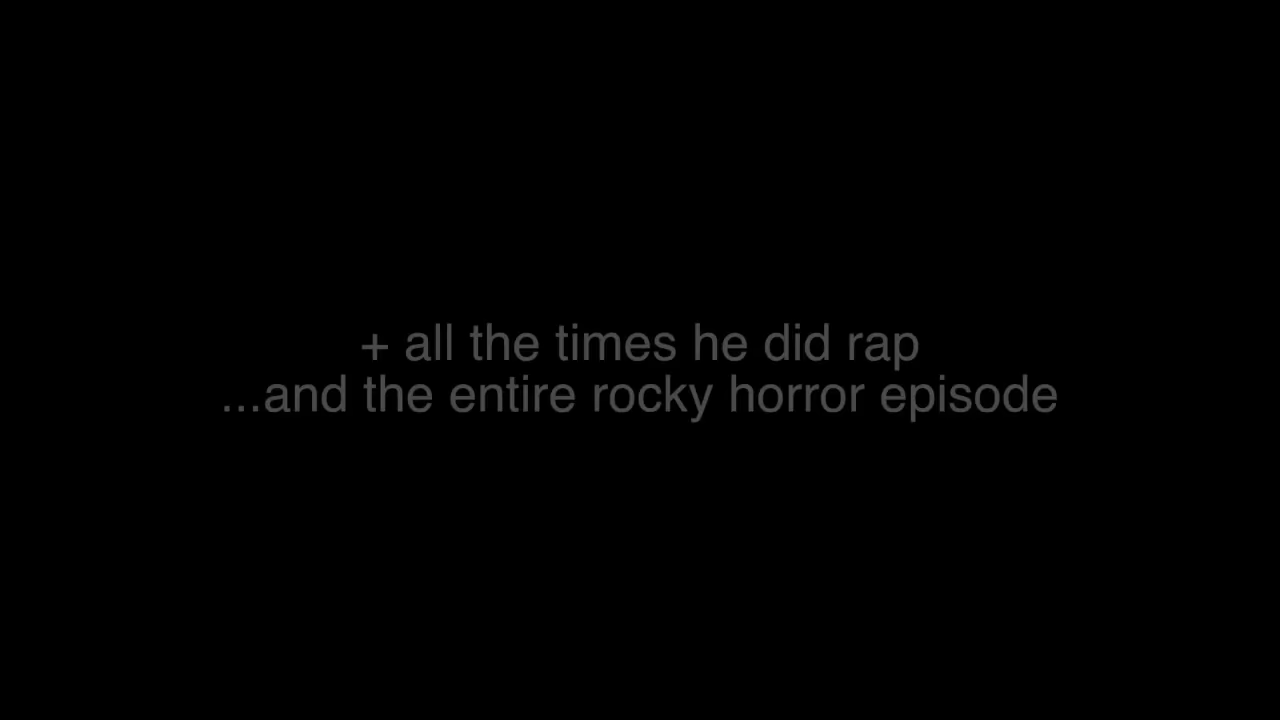 + all the times he did rap
...and the entire rocky horror episode